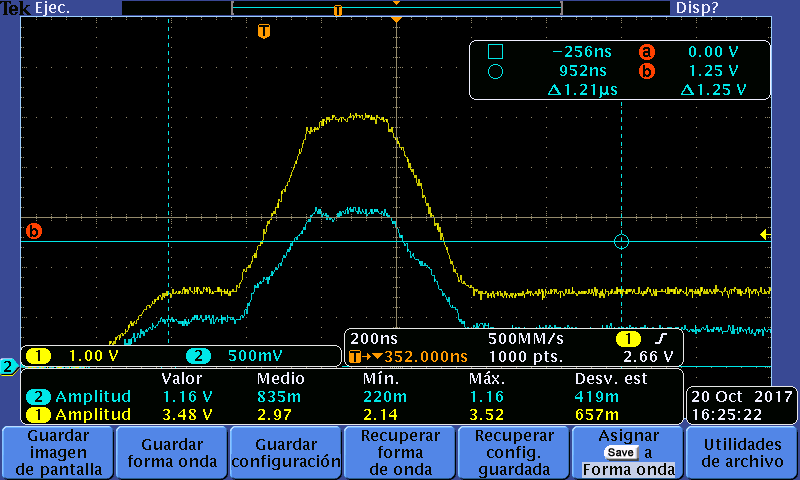 Tek Ejec. Disp?
T
T
−256ns a 0.00 V
952ns b 1.25 V
Δ1.21µs Δ1.25 V
b
2
1 1.00 V 2 500mV
200ns 500MM/s 1
T→▼352.000ns 1000 pts. 2.66 V
Valor Medio Mín. Máx. Desv. est
2 Amplitud 1.16 V 835m 220m 1.16 419m
1 Amplitud 3.48 V 2.97 2.14 3.52 657m
20 Oct 2017
16:25:22
Guardar
imagen
de pantalla
Guardar
forma onda
Guardar
configuración
Recuperar
forma
de onda
Recuperar
config.
guardada
Asignar
Save a
Forma onda
Utilidades
de archivo